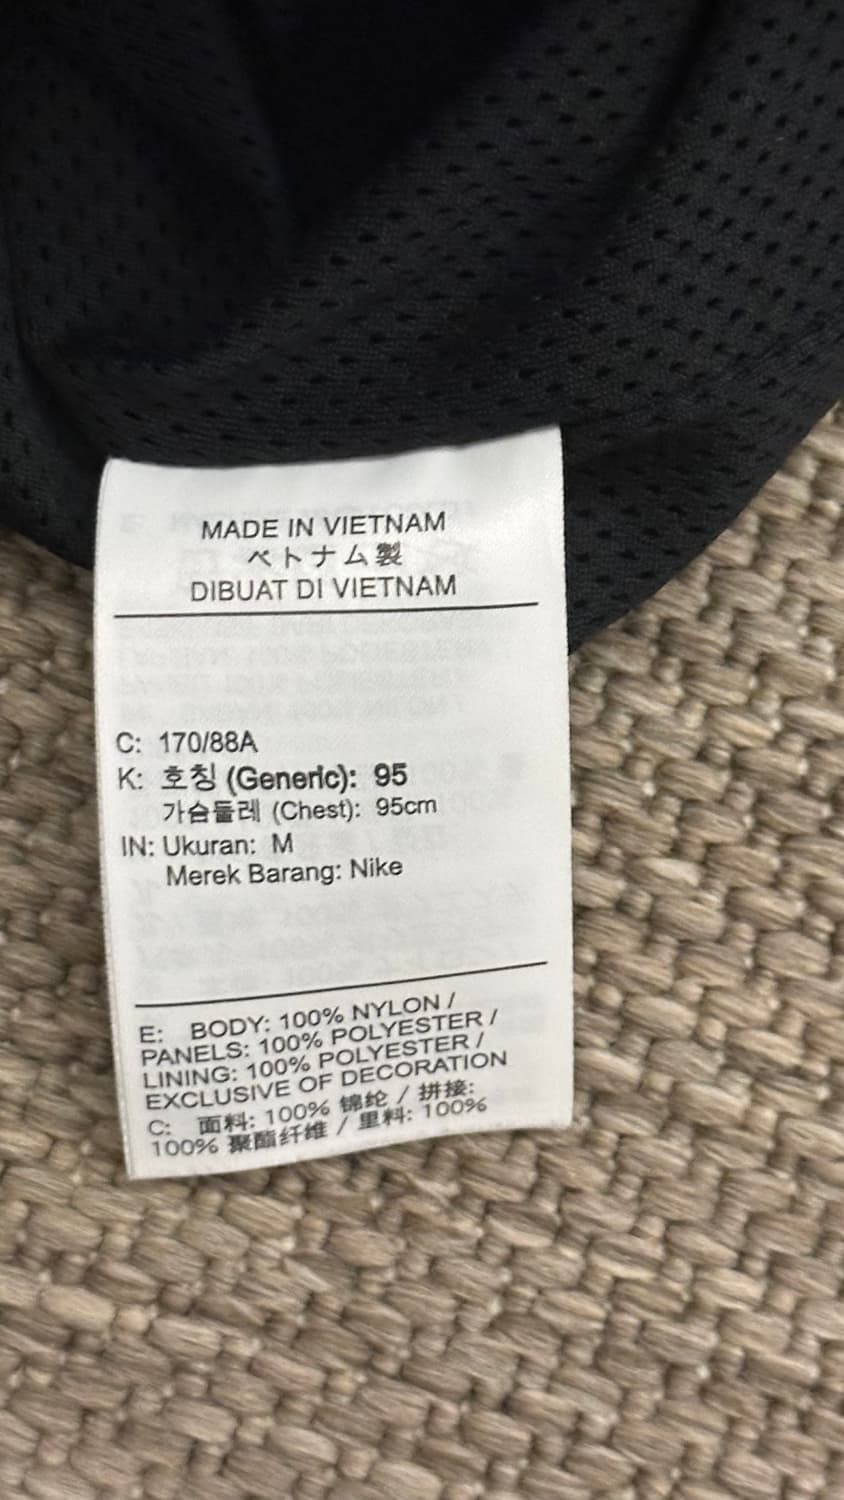 MADE IN VIETNAM
ベトナム製
DIBUAT DI VIETNAM
C: 170/88A
K: 호칭 (Generic): 95
가슴둘레 (Chest): 95cm
IN: Ukuran: M
Merek Barang: Nike
E: BODY: 100% NYLON /
PANELS: 100% POLYESTER /
LINING: 100% POLYESTER /
EXCLUSIVE OF DECORATION
C: 面料: 100% 锦纶 / 拼接:
100% 聚酯纤维 / 里料: 100%